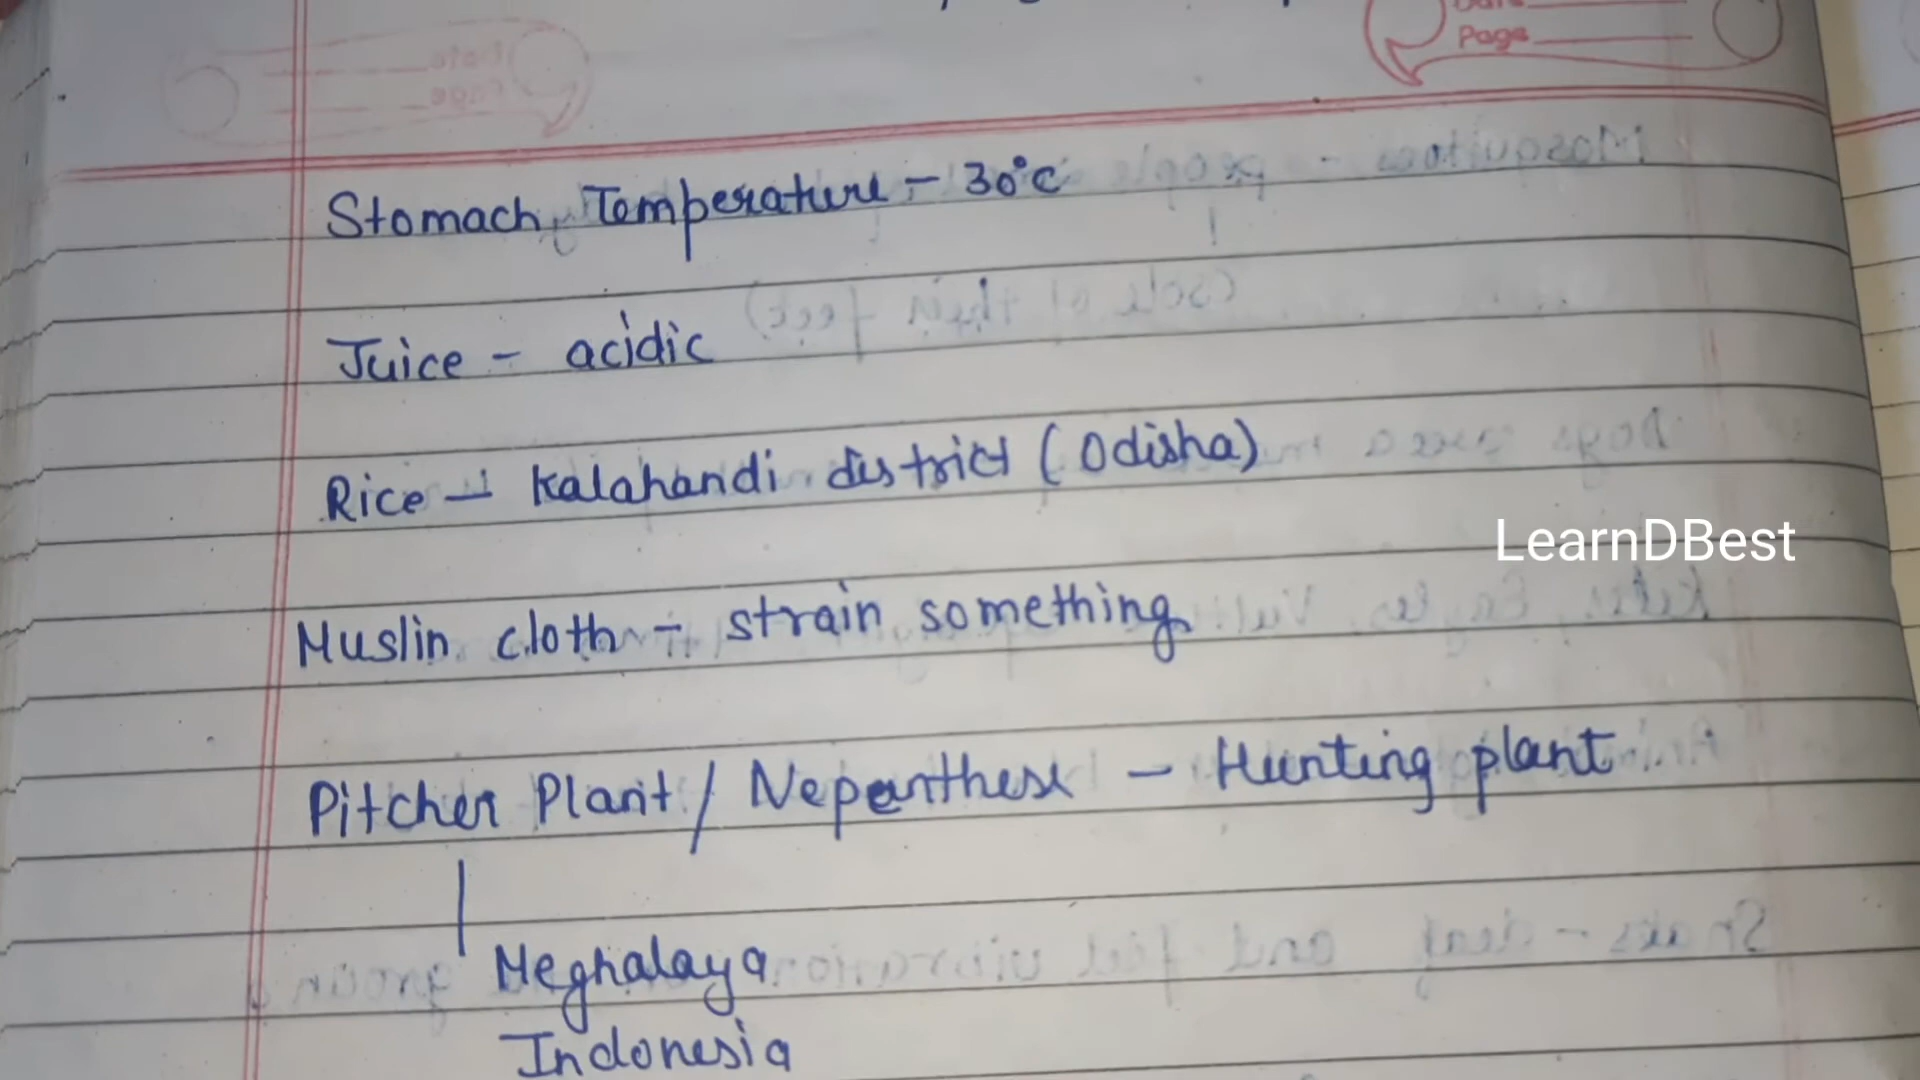 Page
Stomach Temperature - 30°C
Juice - acidic
Rice - Kalahandi district (Odisha)
LearnDBest
Muslin cloth - strain something
Pitcher Plant / Nepenthese - Hunting plant
Meghalaya
Indonesia